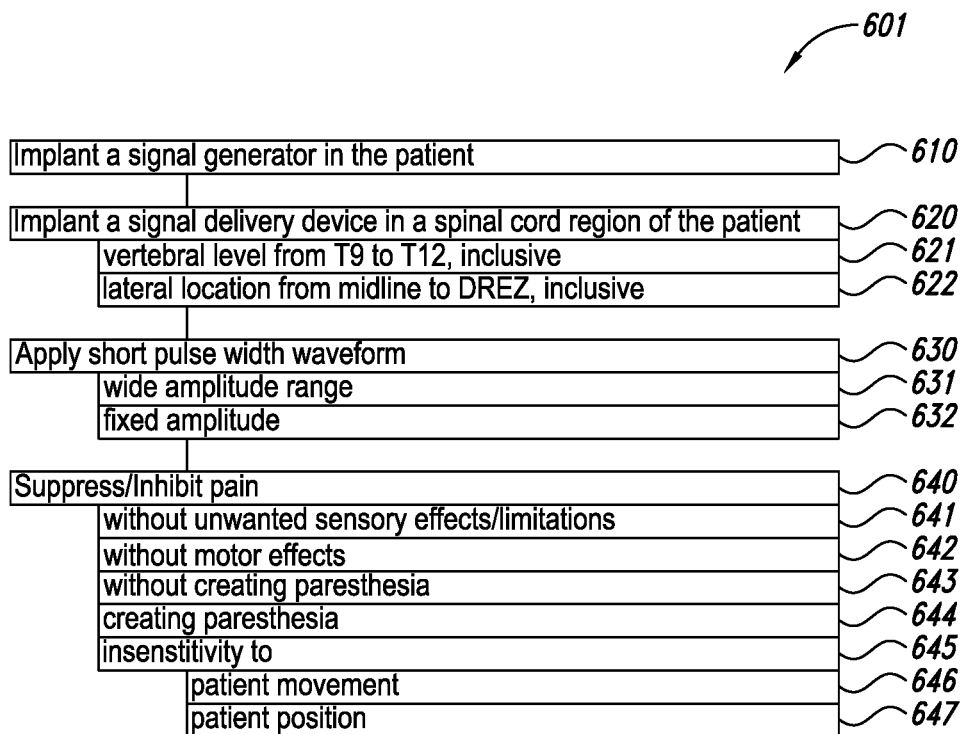 601
Implant a signal generator in the patient 610
Implant a signal delivery device in a spinal cord region of the patient 620
vertebral level from T9 to T12, inclusive 621
lateral location from midline to DREZ, inclusive 622
Apply short pulse width waveform 630
wide amplitude range 631
fixed amplitude 632
Suppress/Inhibit pain 640
without unwanted sensory effects/limitations 641
without motor effects 642
without creating paresthesia 643
creating paresthesia 644
insenstitivity to 645
patient movement 646
patient position 647